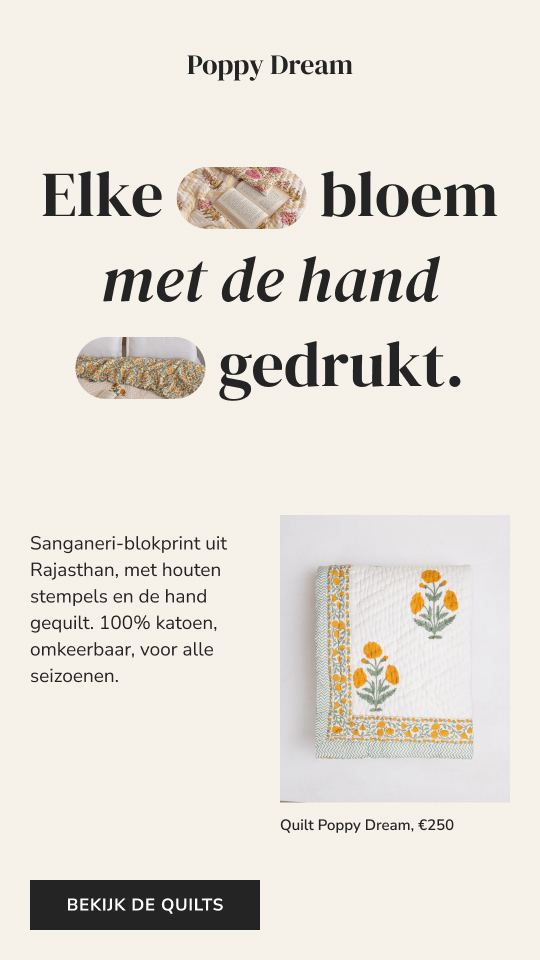 Poppy Dream
Elke bloem
met de hand
gedrukt.
Sanganeri-blokprint uit
Rajasthan, met houten
stempels en de hand
gequilt. 100% katoen,
omkeerbaar, voor alle
seizoenen.
Quilt Poppy Dream, €250
BEKIJK DE QUILTS